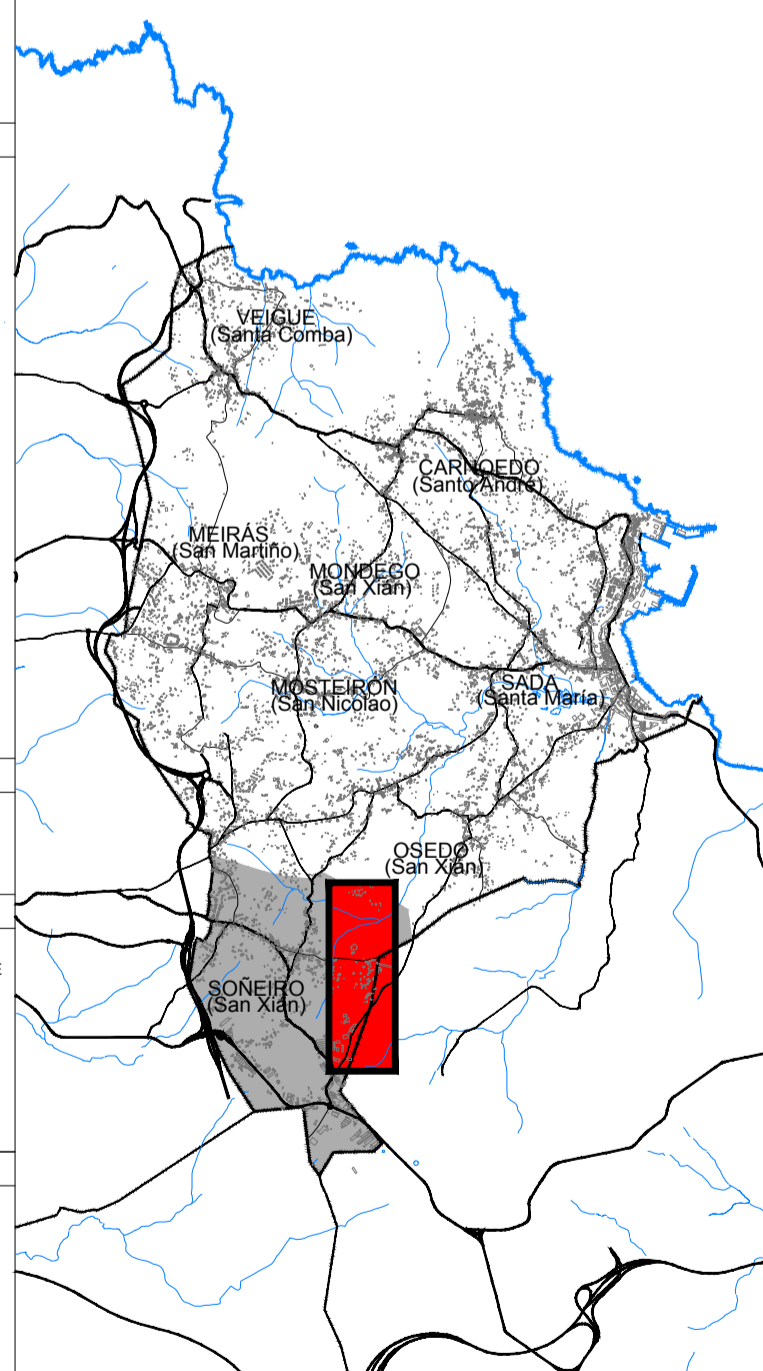 VEIGUE
(Santa Comba)
CARNOEDO
(Santo André)
MEIRÁS
(San Martiño)
MONDEGO
(San Xián)
MOSTEIRÓN
(San Nicolao)
SADA
(Santa María)
OSEDO
(San Xián)
SOÑEIRO
(San Xián)